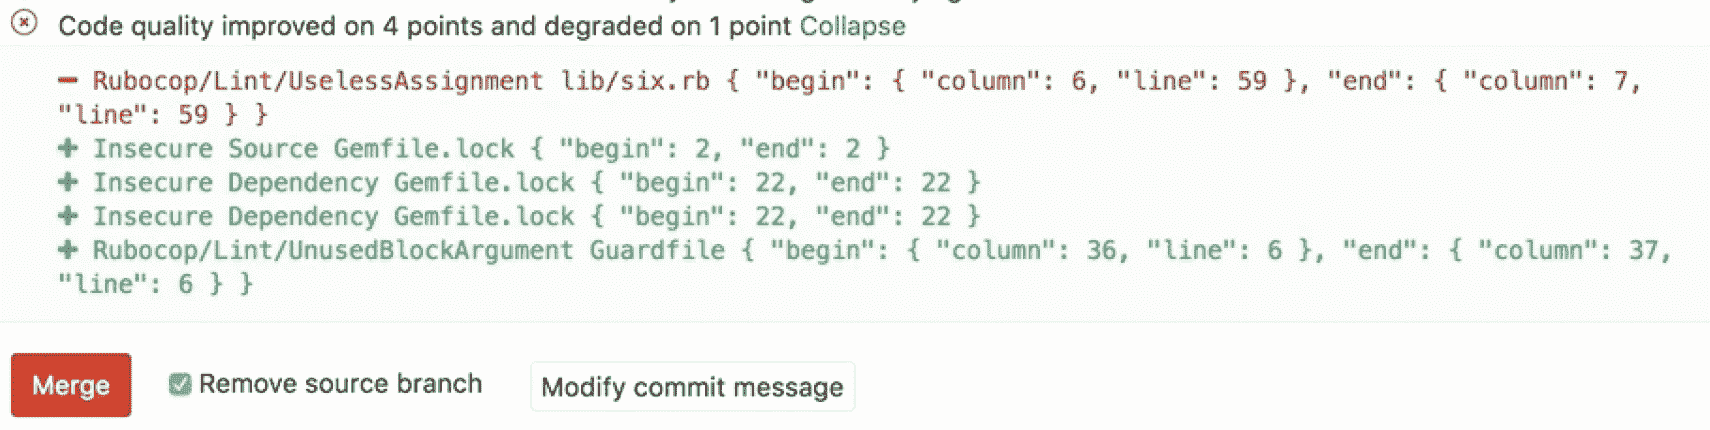 Code quality improved on 4 points and degraded on 1 point Collapse
− Rubocop/Lint/UselessAssignment lib/six.rb { "begin": { "column": 6, "line": 59 }, "end": { "column": 7,
"line": 59 } }
+ Insecure Source Gemfile.lock { "begin": 2, "end": 2 }
+ Insecure Dependency Gemfile.lock { "begin": 22, "end": 22 }
+ Insecure Dependency Gemfile.lock { "begin": 22, "end": 22 }
+ Rubocop/Lint/UnusedBlockArgument Guardfile { "begin": { "column": 36, "line": 6 }, "end": { "column": 37,
"line": 6 } }
Merge Remove source branch Modify commit message